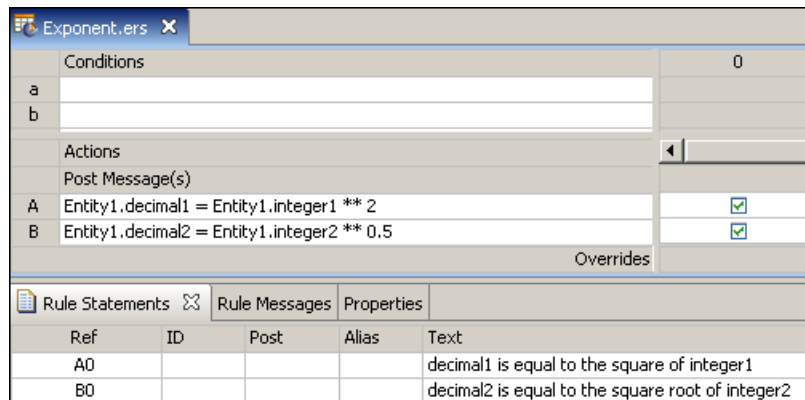 Exponent.ers
Conditions 0
a
b
Actions
Post Message(s)
A Entity1.decimal1 = Entity1.integer1 ** 2
B Entity1.decimal2 = Entity1.integer2 ** 0.5
Overrides
Rule Statements Rule Messages Properties
Ref ID Post Alias Text
A0 decimal1 is equal to the square of integer1
B0 decimal2 is equal to the square root of integer2